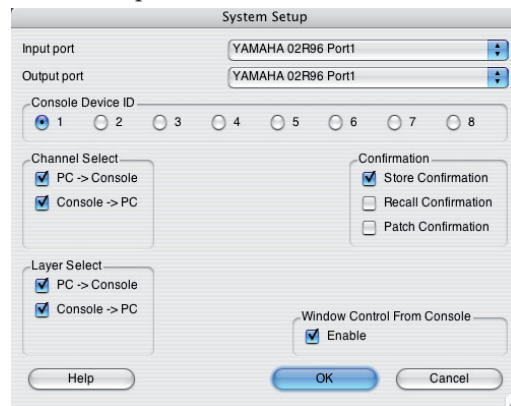 System Setup
Input port YAMAHA 02R96 Port1
Output port YAMAHA 02R96 Port1
Console Device ID
1 2 3 4 5 6 7 8
Channel Select
PC -> Console
Console -> PC
Confirmation
Store Confirmation
Recall Confirmation
Patch Confirmation
Layer Select
PC -> Console
Console -> PC
Window Control From Console
Enable
Help OK Cancel